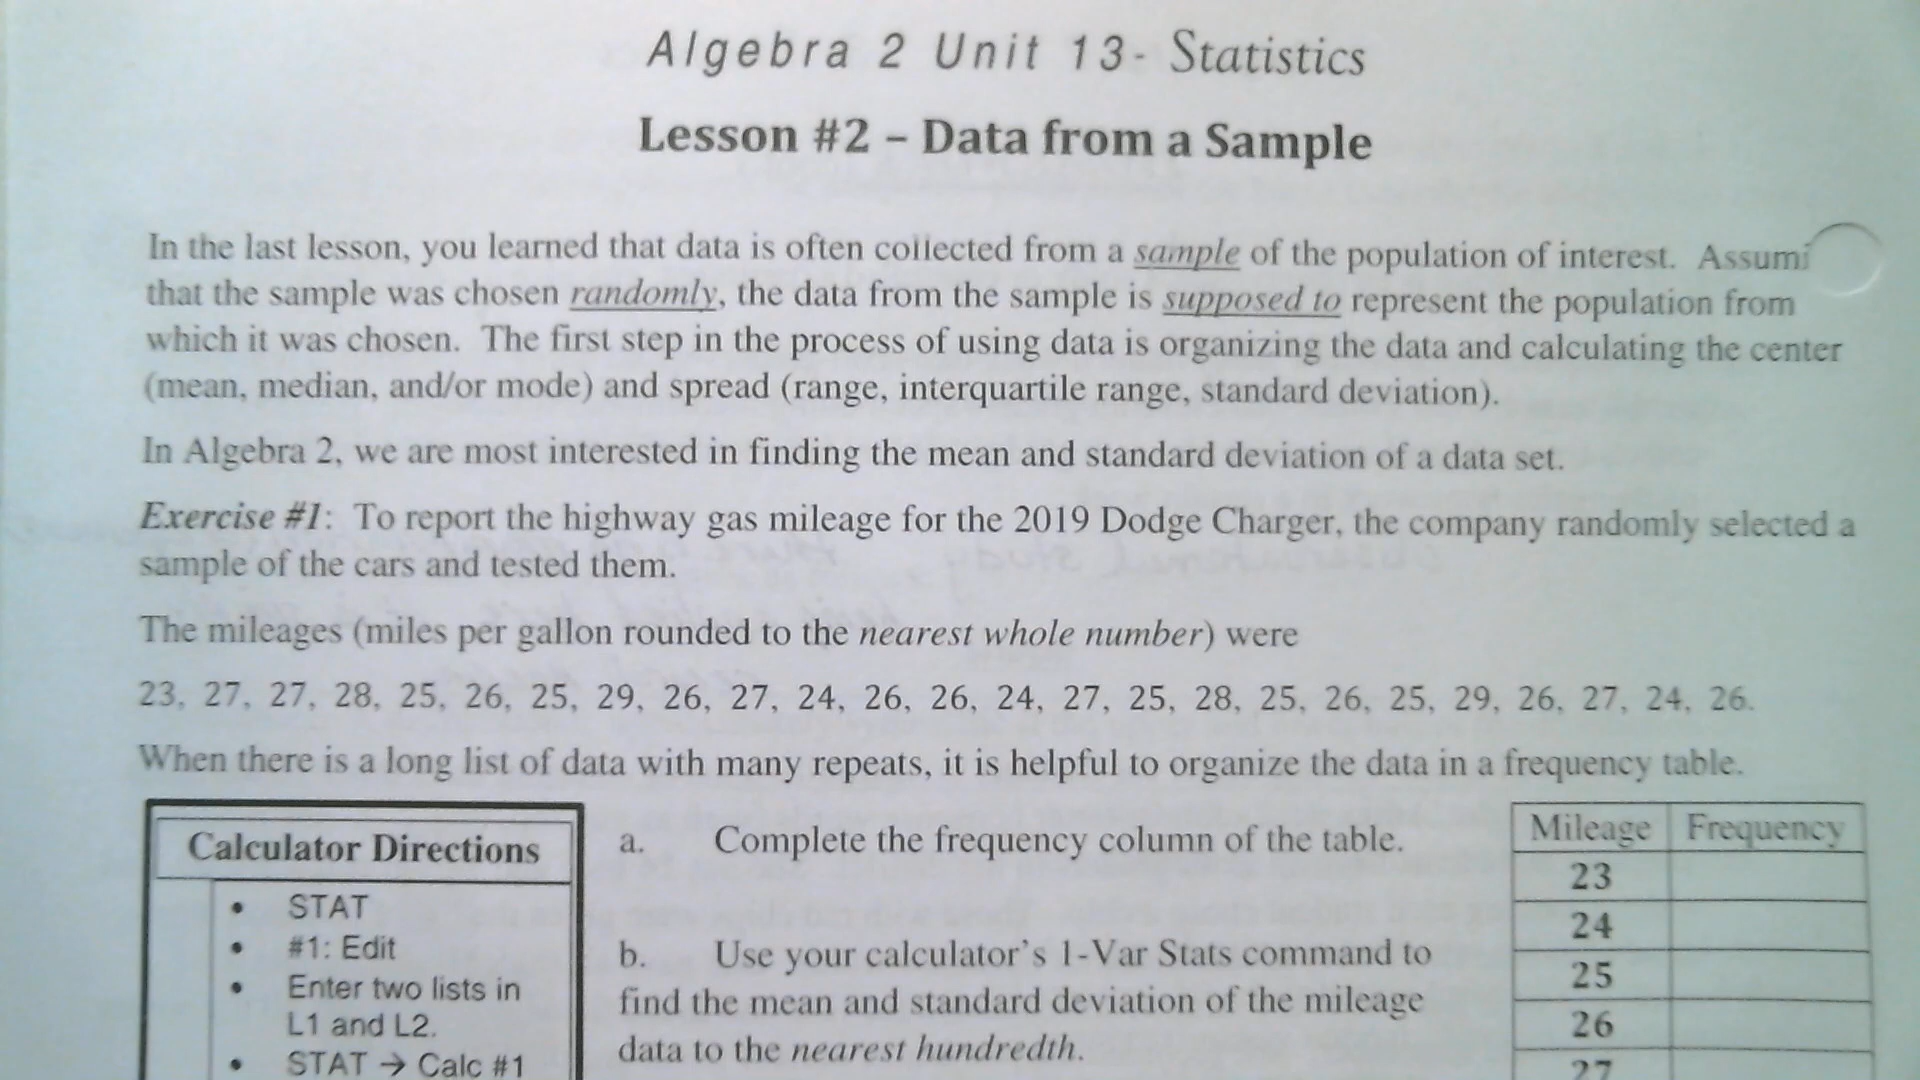 Algebra 2 Unit 13- Statistics
Lesson #2 – Data from a Sample
In the last lesson, you learned that data is often collected from a sample of the population of interest. Assumi
that the sample was chosen randomly, the data from the sample is supposed to represent the population from
which it was chosen. The first step in the process of using data is organizing the data and calculating the center
(mean, median, and/or mode) and spread (range, interquartile range, standard deviation).
In Algebra 2, we are most interested in finding the mean and standard deviation of a data set.
Exercise #1: To report the highway gas mileage for the 2019 Dodge Charger, the company randomly selected a
sample of the cars and tested them.
The mileages (miles per gallon rounded to the nearest whole number) were
23, 27, 27, 28, 25, 26, 25, 29, 26, 27, 24, 26, 26, 24, 27, 25, 28, 25, 26, 25, 29, 26, 27, 24, 26.
When there is a long list of data with many repeats, it is helpful to organize the data in a frequency table.
Calculator Directions
• STAT
• #1: Edit
• Enter two lists in
L1 and L2.
• STAT → Calc #1
a. Complete the frequency column of the table.
b. Use your calculator's 1-Var Stats command to
find the mean and standard deviation of the mileage
data to the nearest hundredth.
Mileage Frequency
23
24
25
26
27